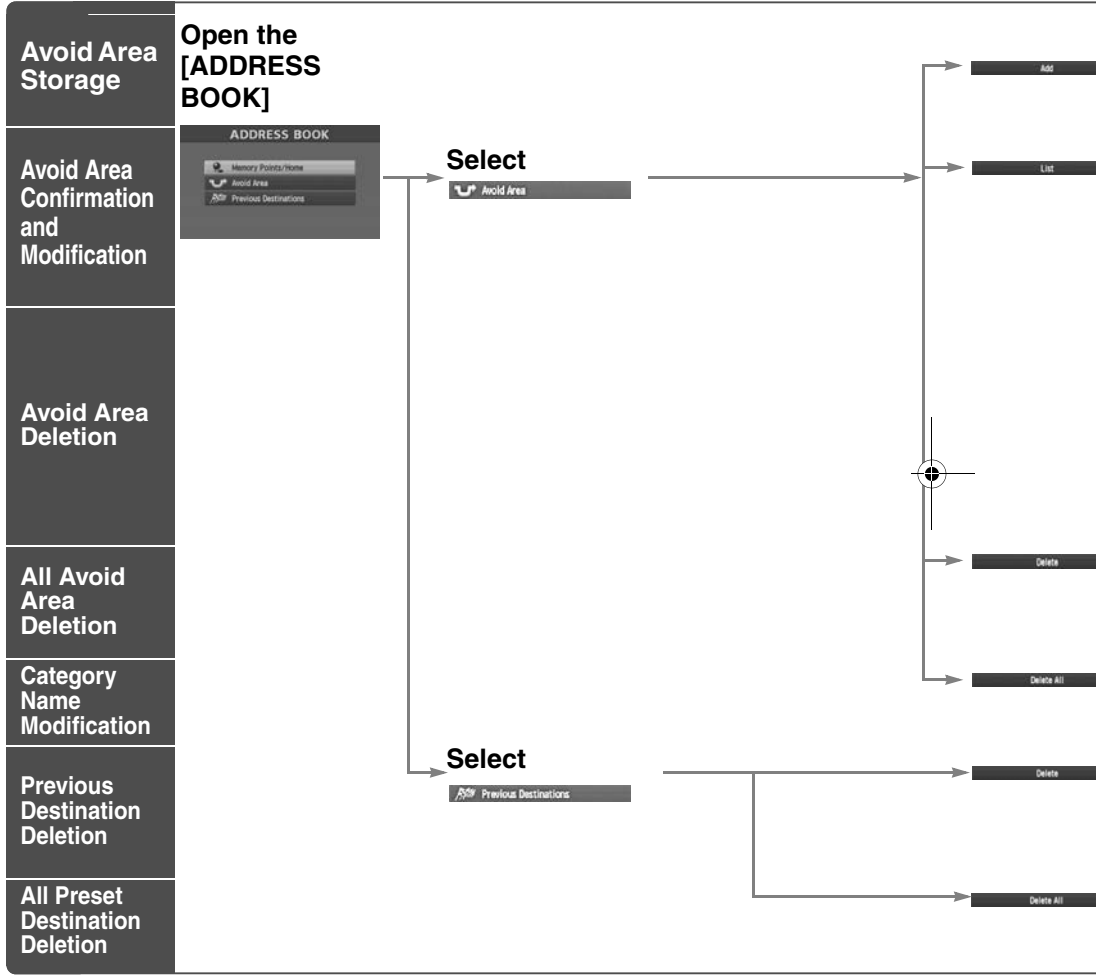 Avoid Area
Storage
Open the
[ADDRESS
BOOK]
Add
Avoid Area
Confirmation
and
Modification
ADDRESS BOOK
Memory Points/Home
Avoid Area
Previous Destinations
Select
Avoid Area
List
Avoid Area
Deletion
All Avoid
Area
Deletion
Delete
Category
Name
Modification
Delete All
Previous
Destination
Deletion
Select
Previous Destinations
Delete
All Preset
Destination
Deletion
Delete All